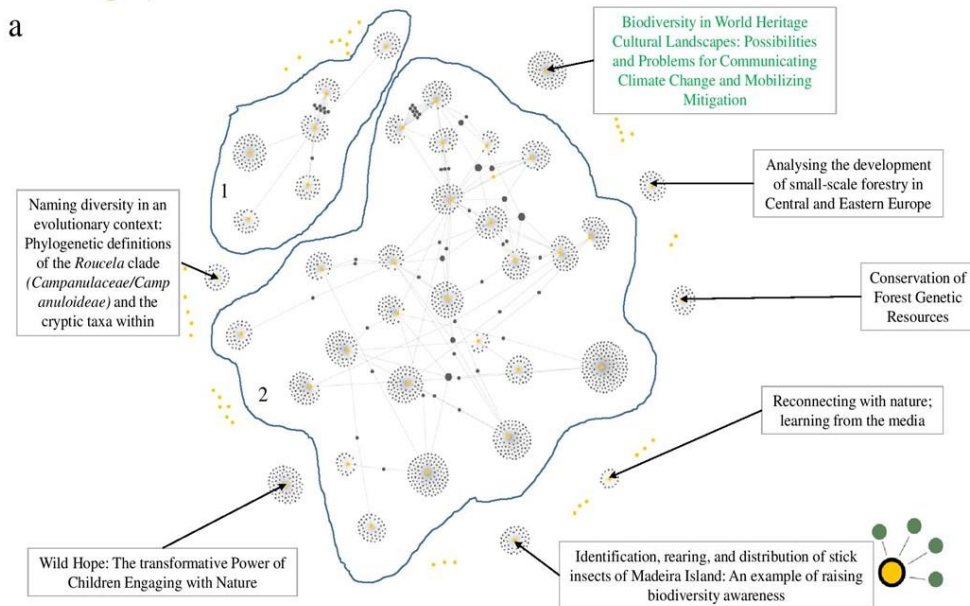 a
Biodiversity in World Heritage
Cultural Landscapes: Possibilities
and Problems for Communicating
Climate Change and Mobilizing
Mitigation
1
Analysing the development
of small-scale forestry in
Central and Eastern Europe
Naming diversity in an
evolutionary context:
Phylogenetic definitions
of the Roucela clade
(Campanulaceae/Camp
anuloideae) and the
cryptic taxa within
Conservation of
Forest Genetic
Resources
2
Reconnecting with nature;
learning from the media
Wild Hope: The transformative Power of
Children Engaging with Nature
Identification, rearing, and distribution of stick
insects of Madeira Island: An example of raising
biodiversity awareness